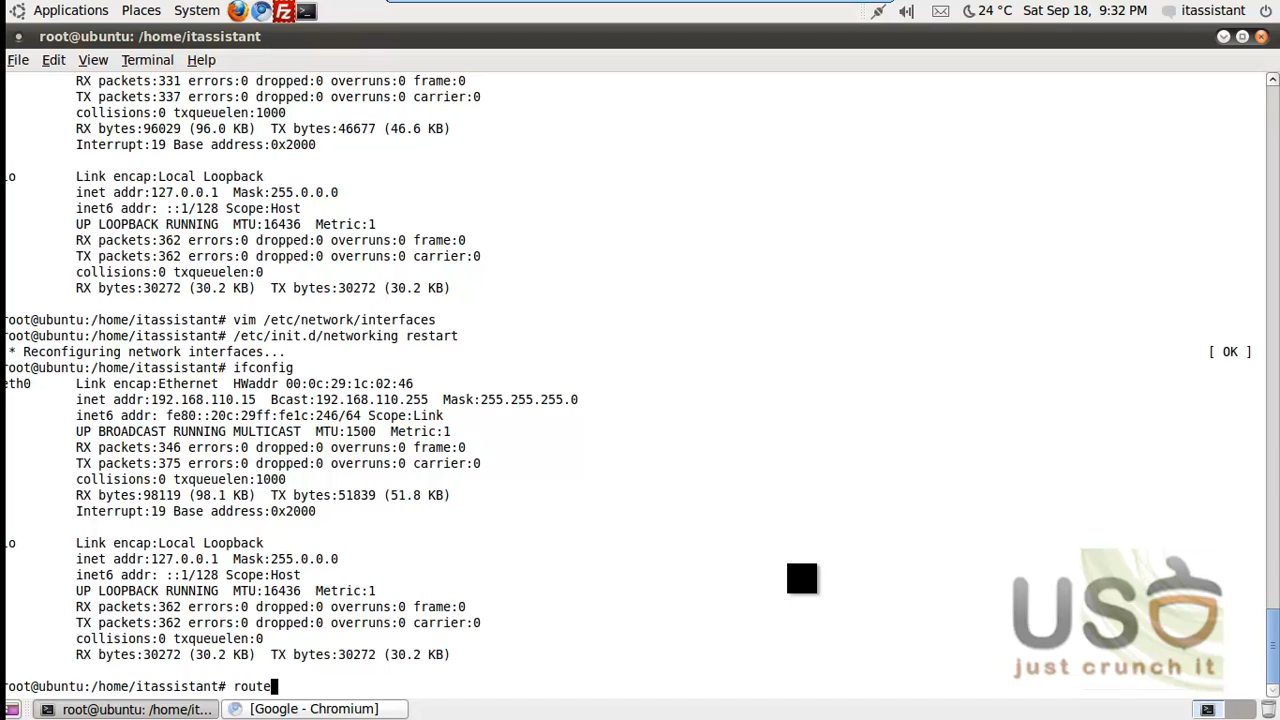 Applications Places System 24 °C Sat Sep 18, 9:32 PM itassistant
root@ubuntu: /home/itassistant
File Edit View Terminal Help
RX packets:331 errors:0 dropped:0 overruns:0 frame:0
TX packets:337 errors:0 dropped:0 overruns:0 carrier:0
collisions:0 txqueuelen:1000
RX bytes:96029 (96.0 KB)  TX bytes:46677 (46.6 KB)
Interrupt:19 Base address:0x2000
lo Link encap:Local Loopback
inet addr:127.0.0.1  Mask:255.0.0.0
inet6 addr: ::1/128 Scope:Host
UP LOOPBACK RUNNING  MTU:16436  Metric:1
RX packets:362 errors:0 dropped:0 overruns:0 frame:0
TX packets:362 errors:0 dropped:0 overruns:0 carrier:0
collisions:0 txqueuelen:0
RX bytes:30272 (30.2 KB)  TX bytes:30272 (30.2 KB)
root@ubuntu:/home/itassistant# vim /etc/network/interfaces
root@ubuntu:/home/itassistant# /etc/init.d/networking restart
* Reconfiguring network interfaces... [ OK ]
root@ubuntu:/home/itassistant# ifconfig
eth0 Link encap:Ethernet  HWaddr 00:0c:29:1c:02:46
inet addr:192.168.110.15  Bcast:192.168.110.255  Mask:255.255.255.0
inet6 addr: fe80::20c:29ff:fe1c:246/64 Scope:Link
UP BROADCAST RUNNING MULTICAST  MTU:1500  Metric:1
RX packets:346 errors:0 dropped:0 overruns:0 frame:0
TX packets:375 errors:0 dropped:0 overruns:0 carrier:0
collisions:0 txqueuelen:1000
RX bytes:98119 (98.1 KB)  TX bytes:51839 (51.8 KB)
Interrupt:19 Base address:0x2000
lo Link encap:Local Loopback
inet addr:127.0.0.1  Mask:255.0.0.0
inet6 addr: ::1/128 Scope:Host
UP LOOPBACK RUNNING  MTU:16436  Metric:1
RX packets:362 errors:0 dropped:0 overruns:0 frame:0
TX packets:362 errors:0 dropped:0 overruns:0 carrier:0
collisions:0 txqueuelen:0
RX bytes:30272 (30.2 KB)  TX bytes:30272 (30.2 KB)
root@ubuntu:/home/itassistant# route
USO
just crunch it
root@ubuntu: /home/it... [Google - Chromium]